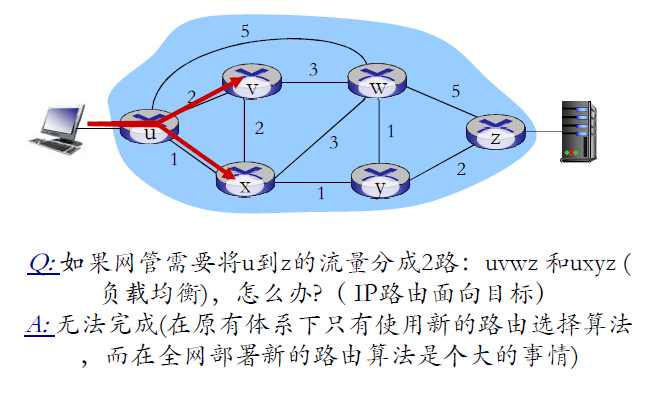 5
3
v
w
5
2
u
2
3
1
z
1
x
1
y
2
Q:如果网管需要将u到z的流量分成2路：uvwz 和uxyz (
负载均衡)，怎么办?（ IP路由面向目标）
A: 无法完成(在原有体系下只有使用新的路由选择算法
，而在全网部署新的路由算法是个大的事情)